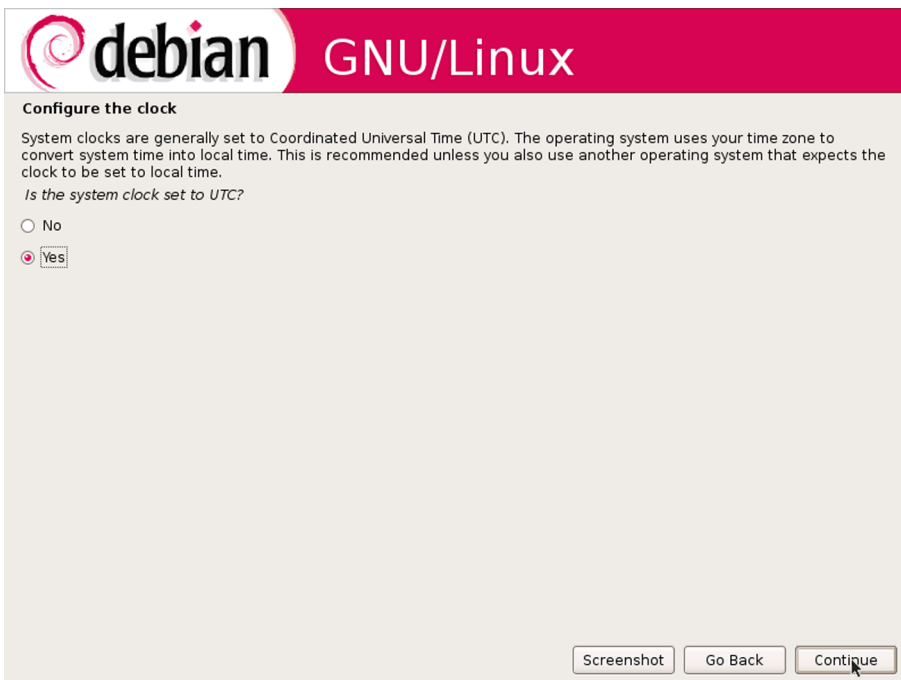 debian GNU/Linux
Configure the clock
System clocks are generally set to Coordinated Universal Time (UTC). The operating system uses your time zone to
convert system time into local time. This is recommended unless you also use another operating system that expects the
clock to be set to local time.
Is the system clock set to UTC?
No
Yes
Screenshot Go Back Continue